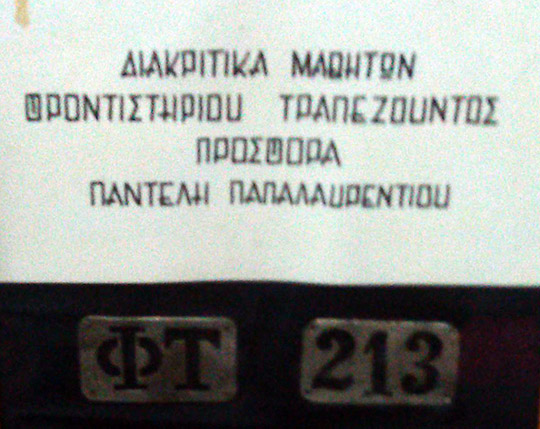 ΔΙΑΚΡΙΤΙΚΑ ΜΑΘΗΤΩΝ
ΦΡΟΝΤΙΣΤΗΡΙΟΥ ΤΡΑΠΕΖΟΥΝΤΟΣ
ΠΡΟΣΦΟΡΑ
ΠΑΝΤΕΛΗ ΠΑΠΑΛΑΥΡΕΝΤΙΟΥ
ΦΤ 213